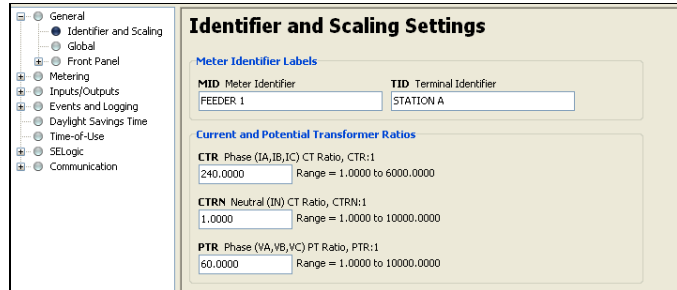 General
Identifier and Scaling
Global
Front Panel
Metering
Inputs/Outputs
Events and Logging
Daylight Savings Time
Time-of-Use
SELogic
Communication
Identifier and Scaling Settings
Meter Identifier Labels
MID Meter Identifier TID Terminal Identifier
FEEDER 1 STATION A
Current and Potential Transformer Ratios
CTR Phase (IA,IB,IC) CT Ratio, CTR:1
240.0000 Range = 1.0000 to 6000.0000
CTRN Neutral (IN) CT Ratio, CTRN:1
1.0000 Range = 1.0000 to 10000.0000
PTR Phase (VA,VB,VC) PT Ratio, PTR:1
60.0000 Range = 1.0000 to 10000.0000